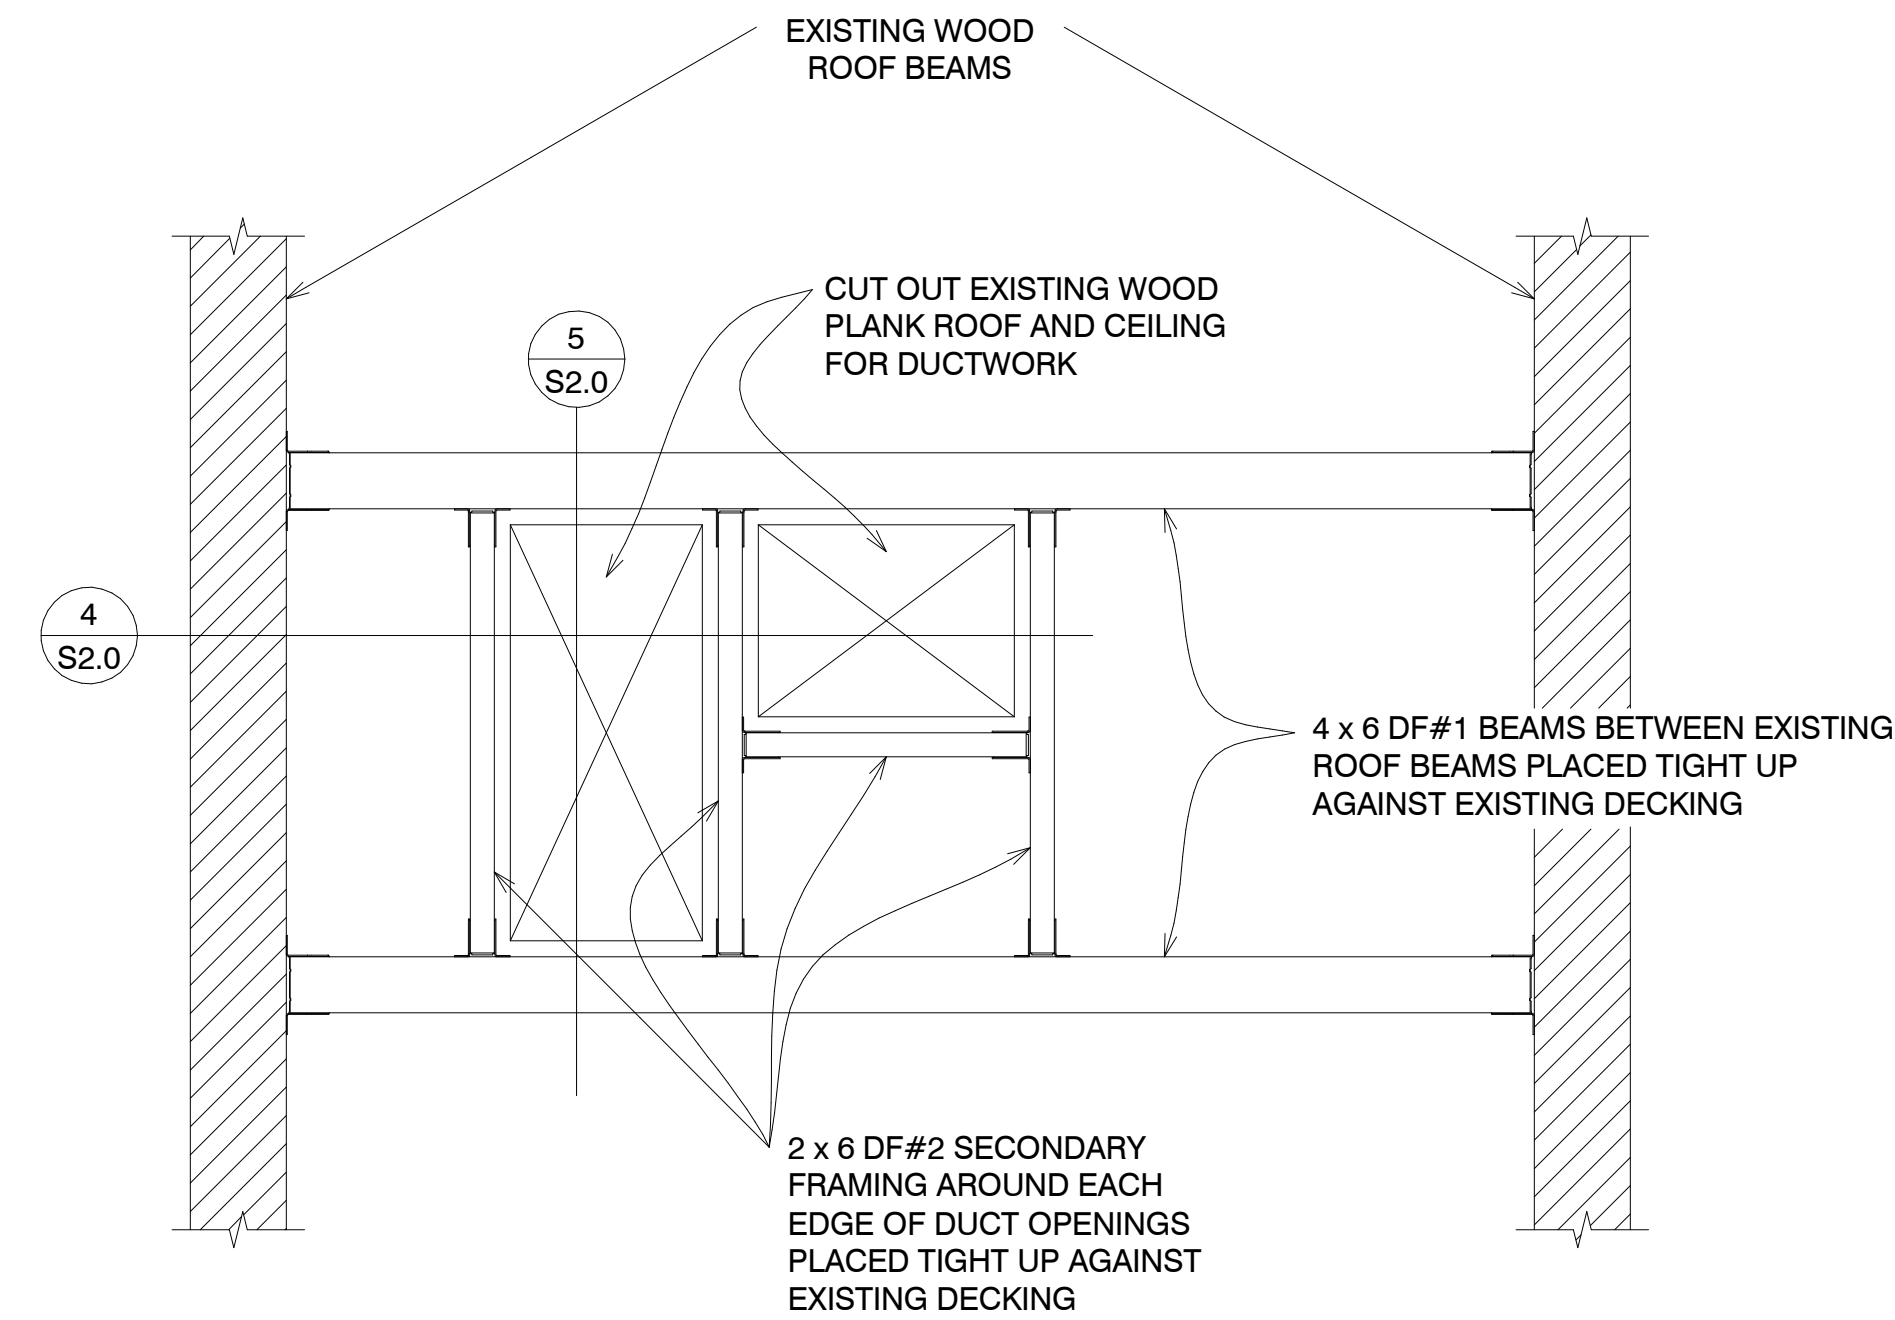 EXISTING WOOD
ROOF BEAMS
CUT OUT EXISTING WOOD
PLANK ROOF AND CEILING
FOR DUCTWORK
5
S2.0
4
S2.0
4 x 6 DF#1 BEAMS BETWEEN EXISTING
ROOF BEAMS PLACED TIGHT UP
AGAINST EXISTING DECKING
2 x 6 DF#2 SECONDARY
FRAMING AROUND EACH
EDGE OF DUCT OPENINGS
PLACED TIGHT UP AGAINST
EXISTING DECKING